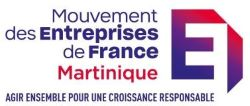 Mouvement
des Entreprises
de France
Martinique
AGIR ENSEMBLE POUR UNE CROISSANCE RESPONSABLE